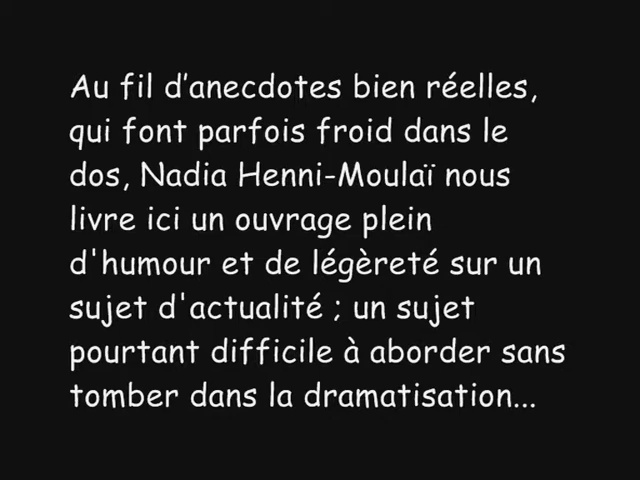 Au fil d’anecdotes bien réelles,
qui font parfois froid dans le
dos, Nadia Henni-Moulaï nous
livre ici un ouvrage plein
d'humour et de légèreté sur un
sujet d'actualité ; un sujet
pourtant difficile à aborder sans
tomber dans la dramatisation...